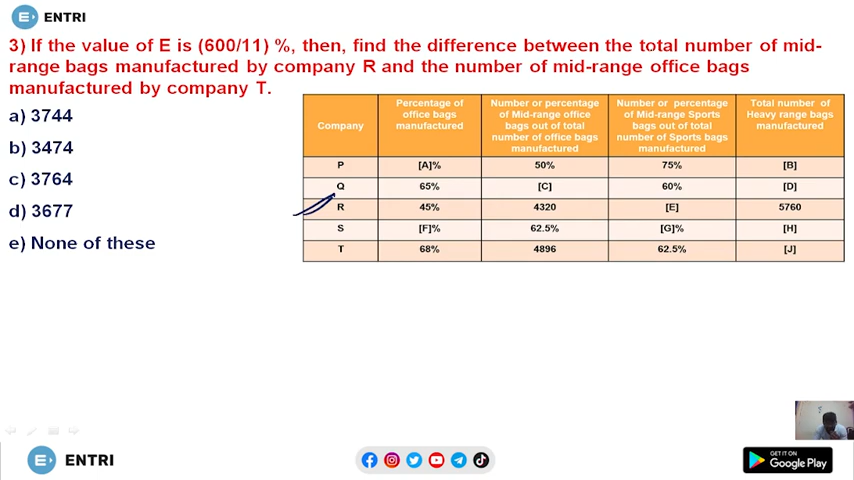 ENTRI
3) If the value of E is (600/11) %, then, find the difference between the total number of mid-
range bags manufactured by company R and the number of mid-range office bags
manufactured by company T.
a) 3744
b) 3474
c) 3764
d) 3677
e) None of these
Company
Percentage of
office bags
manufactured
Number or percentage
of Mid-range office
bags out of total
number of office bags
manufactured
Number or percentage
of Mid-range Sports
bags out of total
number of Sports bags
manufactured
Total number of
Heavy range bags
manufactured
P [A]% 50% 75% [B]
Q 65% [C] 60% [D]
R 45% 4320 [E] 5760
S [F]% 62.5% [G]% [H]
T 68% 4896 62.5% [J]
ENTRI
GET IT ON
Google Play